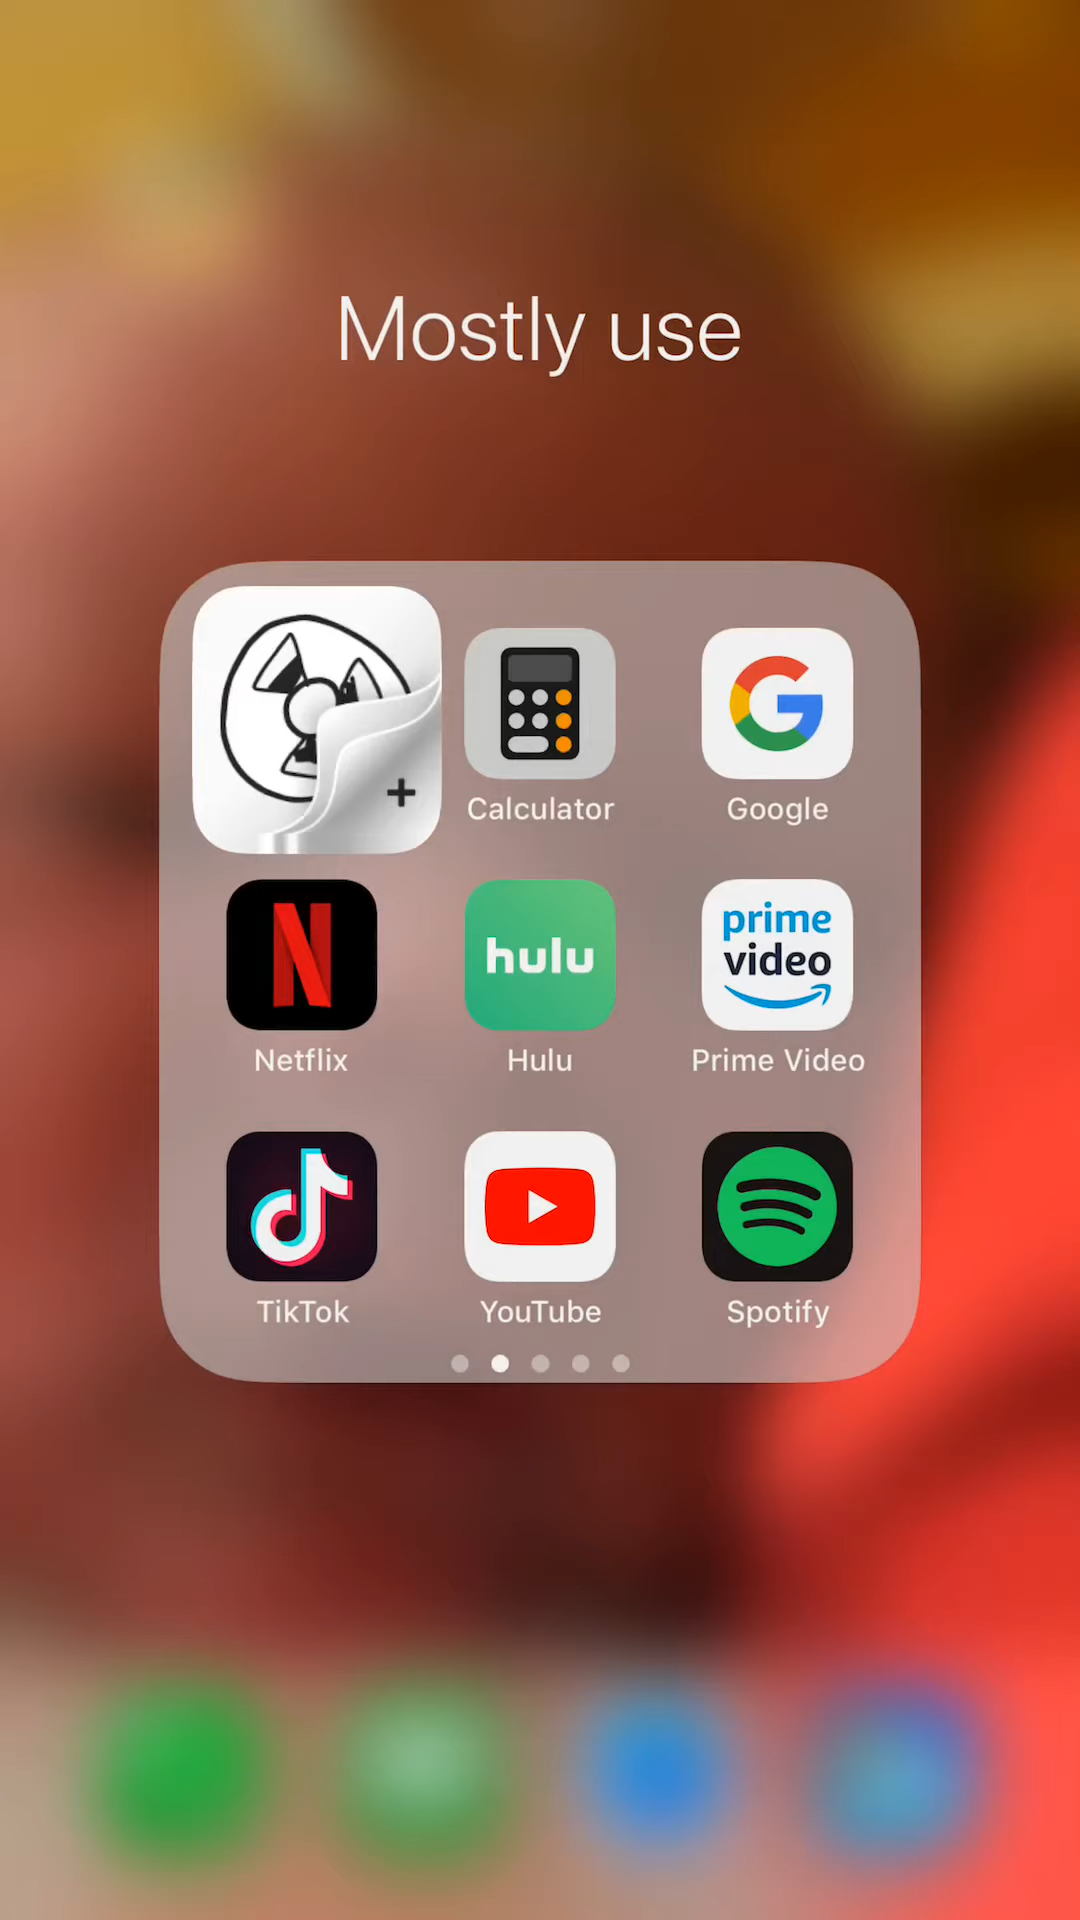 Mostly use
+
Calculator
Google
hulu
prime
video
Netflix
Hulu
Prime Video
TikTok
YouTube
Spotify